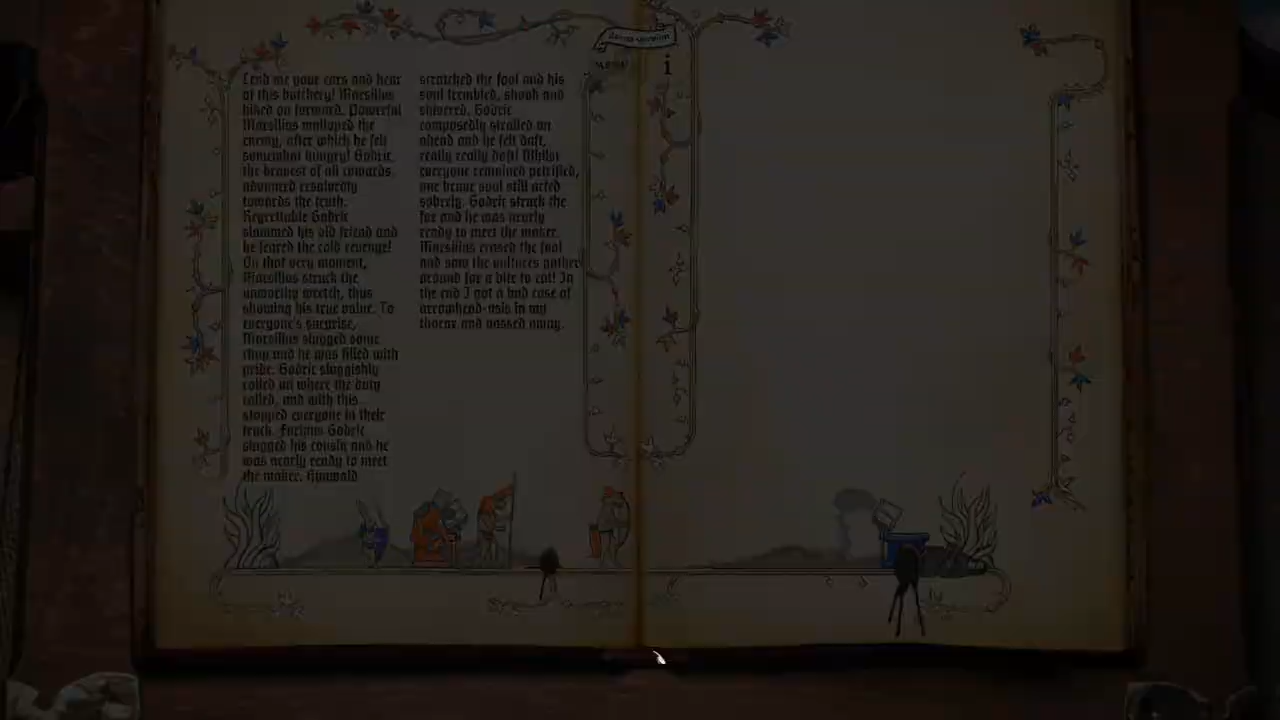 demo version
MENU
i
Lend me your ears and hear
of this butchery! Marsilius
hiked on forward. Powerful
Marsilius walloped the
enemy, after which he felt
somewhat hungry! Godric,
the bravest of all cowards,
advanced resolutely
towards the truth.
Regrettable Godric
slammed his old friend and
he feared the cold revenge!
On that very moment,
Marsilius struck the
unworthy wretch, thus
showing his true value. To
everyone's surprise,
Marsilius slugged some
chap and he was filled with
pride. Godric sluggishly
rolled on where the duty
called, and with this
stopped everyone in their
track. Furious Godric
slugged his cousin and he
was nearly ready to meet
the maker. Gunwald
scratched the fool and his
soul trembled, shook and
shivered. Godric
composedly strolled on
ahead and he felt daft,
really really daft! Whilst
everyone remained petrified,
one brave soul still acted
soberly. Godric struck the
foe and he was nearly
ready to meet the maker.
Marsilius erased the fool
and saw the vultures gather
around for a bite to eat! In
the end I got a bad case of
arrowhead-itis in my
thorax and passed away.